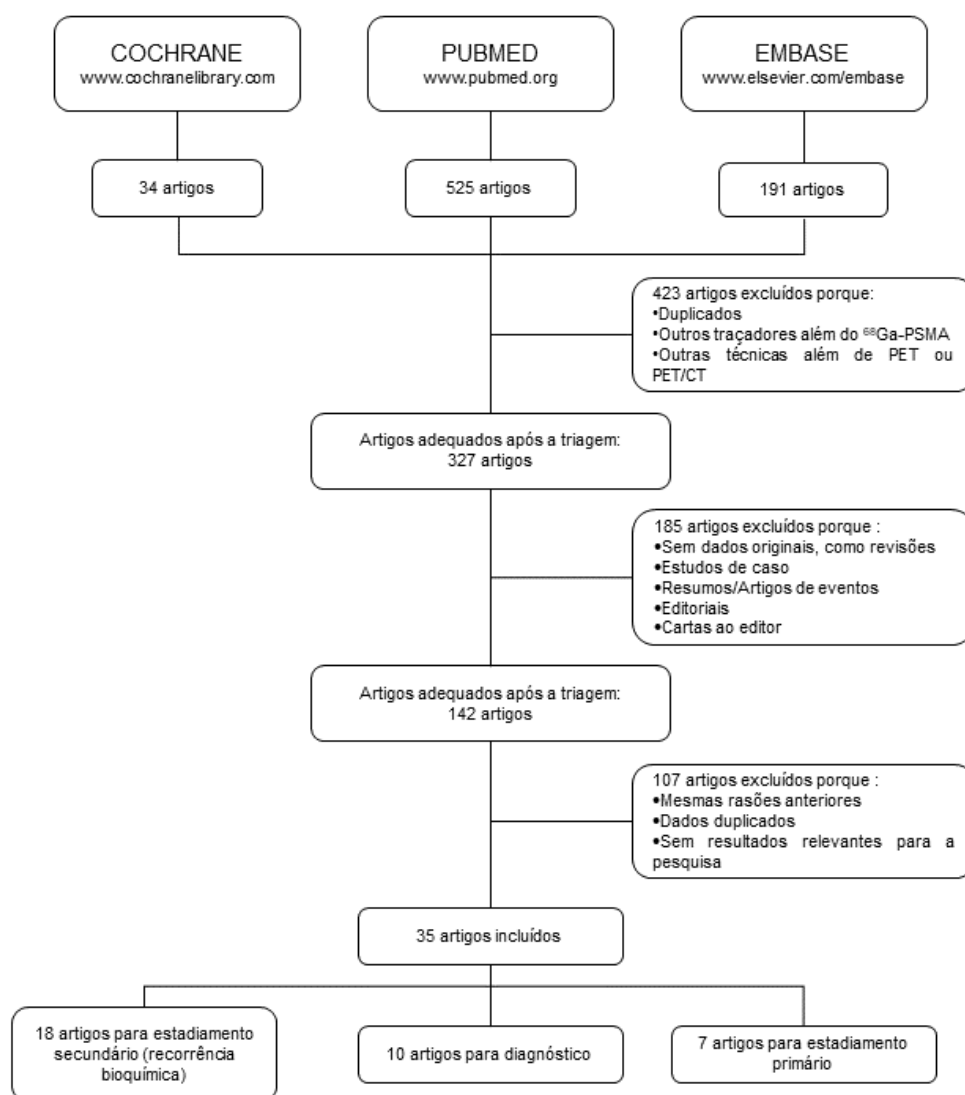 COCHRANE
www.cochranelibrary.com
PUBMED
www.pubmed.org
EMBASE
www.elsevier.com/embase
34 artigos
525 artigos
191 artigos
423 artigos excluídos porque:
•Duplicados
•Outros traçadores além do ⁶⁸Ga-PSMA
•Outras técnicas além de PET ou
PET/CT
Artigos adequados após a triagem:
327 artigos
185 artigos excluídos porque :
•Sem dados originais, como revisões
•Estudos de caso
•Resumos/Artigos de eventos
•Editoriais
•Cartas ao editor
Artigos adequados após a triagem:
142 artigos
107 artigos excluídos porque :
•Mesmas rasões anteriores
•Dados duplicados
•Sem resultados relevantes para a
pesquisa
35 artigos incluídos
18 artigos para estadiamento
secundário (recorrência
bioquímica)
10 artigos para diagnóstico
7 artigos para estadiamento
primário